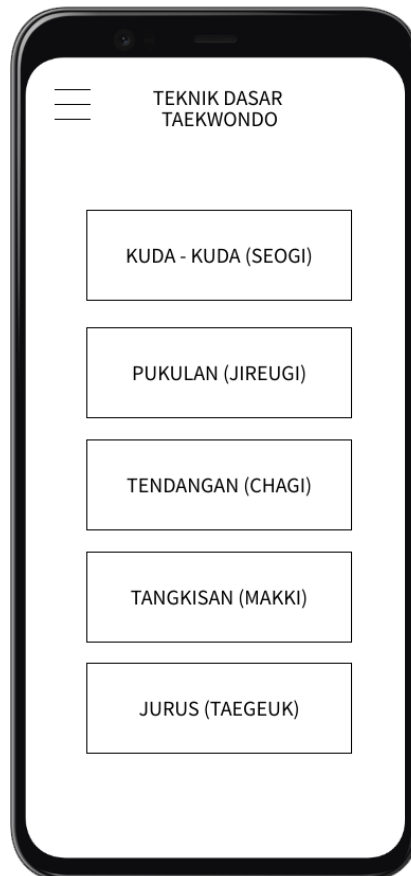 TEKNIK DASAR
TAEKWONDO
KUDA - KUDA (SEOGI)
PUKULAN (JIREUGI)
TENDANGAN (CHAGI)
TANGKISAN (MAKKI)
JURUS (TAEGEUK)